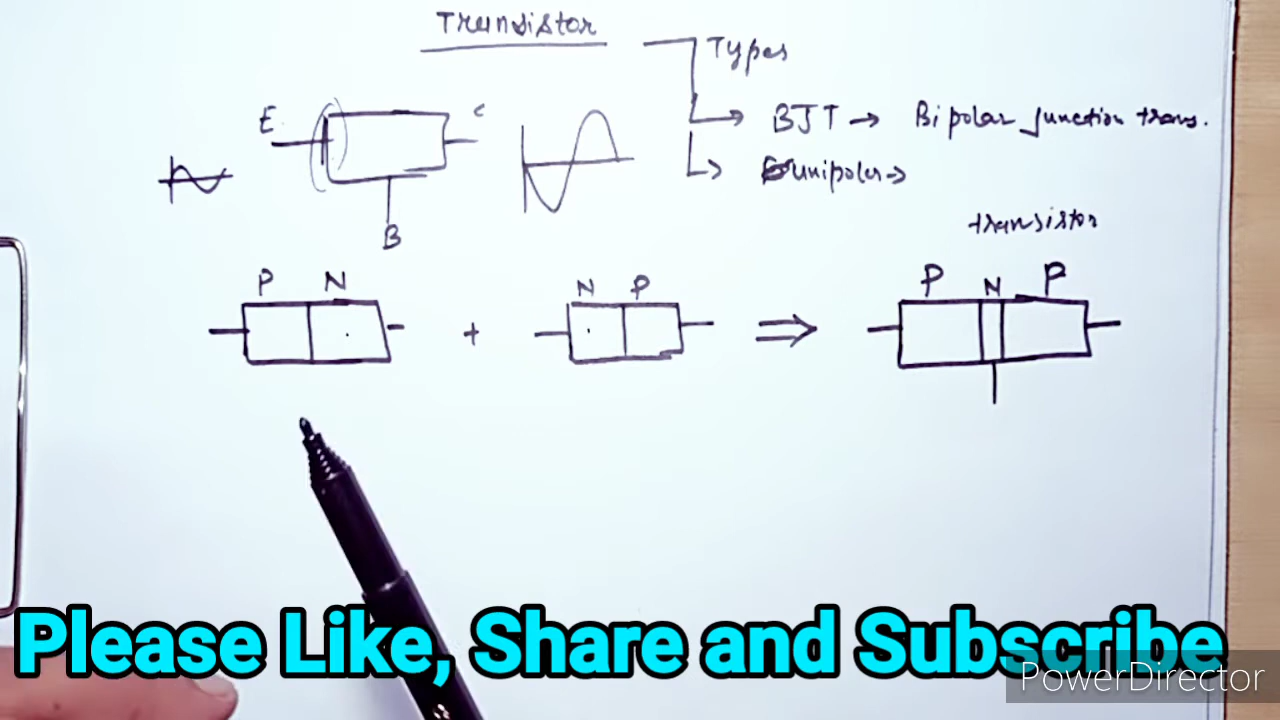 Transistor
Types
E
C
BJT → Bipolar junction trans.
unipolar →
B
transistor
P N
N P
P N P
+ ⇒
Please Like, Share and Subscribe
PowerDirector